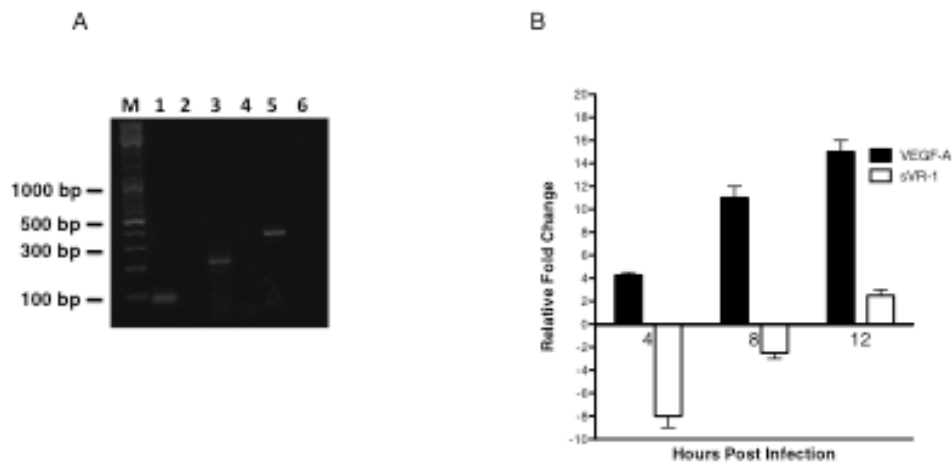 A
B
M 1 2 3 4 5 6
1000 bp
500 bp
300 bp
100 bp
Relative Fold Change
20
18
16
14
12
10
8
6
4
2
0
-2
-4
-6
-8
-10
4 8 12
VEGF-A
sVR-1
Hours Post Infection